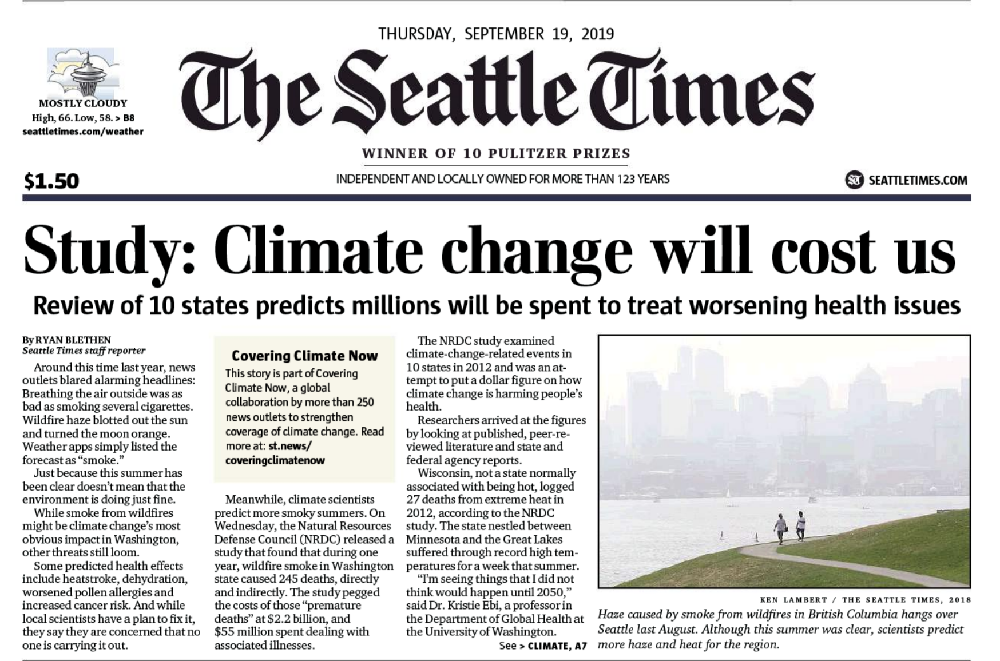 THURSDAY, SEPTEMBER 19, 2019
The Seattle Times
MOSTLY CLOUDY
High, 66. Low, 58. > B8
seattletimes.com/weather
WINNER OF 10 PULITZER PRIZES
$1.50
INDEPENDENT AND LOCALLY OWNED FOR MORE THAN 123 YEARS
ST SEATTLETIMES.COM
Study: Climate change will cost us
Review of 10 states predicts millions will be spent to treat worsening health issues
By RYAN BLETHEN
Seattle Times staff reporter
Around this time last year, news
outlets blared alarming headlines:
Breathing the air outside was as
bad as smoking several cigarettes.
Wildfire haze blotted out the sun
and turned the moon orange.
Weather apps simply listed the
forecast as “smoke.”
Just because this summer has
been clear doesn’t mean that the
environment is doing just fine.
While smoke from wildfires
might be climate change’s most
obvious impact in Washington,
other threats still loom.
Some predicted health effects
include heatstroke, dehydration,
worsened pollen allergies and
increased cancer risk. And while
local scientists have a plan to fix it,
they say they are concerned that no
one is carrying it out.
Covering Climate Now
This story is part of Covering
Climate Now, a global
collaboration by more than 250
news outlets to strengthen
coverage of climate change. Read
more at: st.news/
coveringclimatenow
Meanwhile, climate scientists
predict more smoky summers. On
Wednesday, the Natural Resources
Defense Council (NRDC) released a
study that found that during one
year, wildfire smoke in Washington
state caused 245 deaths, directly
and indirectly. The study pegged
the costs of those “premature
deaths” at $2.2 billion, and
$55 million spent dealing with
associated illnesses.
The NRDC study examined
climate-change-related events in
10 states in 2012 and was an at-
tempt to put a dollar figure on how
climate change is harming people’s
health.
Researchers arrived at the figures
by looking at published, peer-re-
viewed literature and state and
federal agency reports.
Wisconsin, not a state normally
associated with being hot, logged
27 deaths from extreme heat in
2012, according to the NRDC
study. The state nestled between
Minnesota and the Great Lakes
suffered through record high tem-
peratures for a week that summer.
“I’m seeing things that I did not
think would happen until 2050,”
said Dr. Kristie Ebi, a professor in
the Department of Global Health at
the University of Washington.
See > CLIMATE, A7
KEN LAMBERT / THE SEATTLE TIMES, 2018
Haze caused by smoke from wildfires in British Columbia hangs over
Seattle last August. Although this summer was clear, scientists predict
more haze and heat for the region.